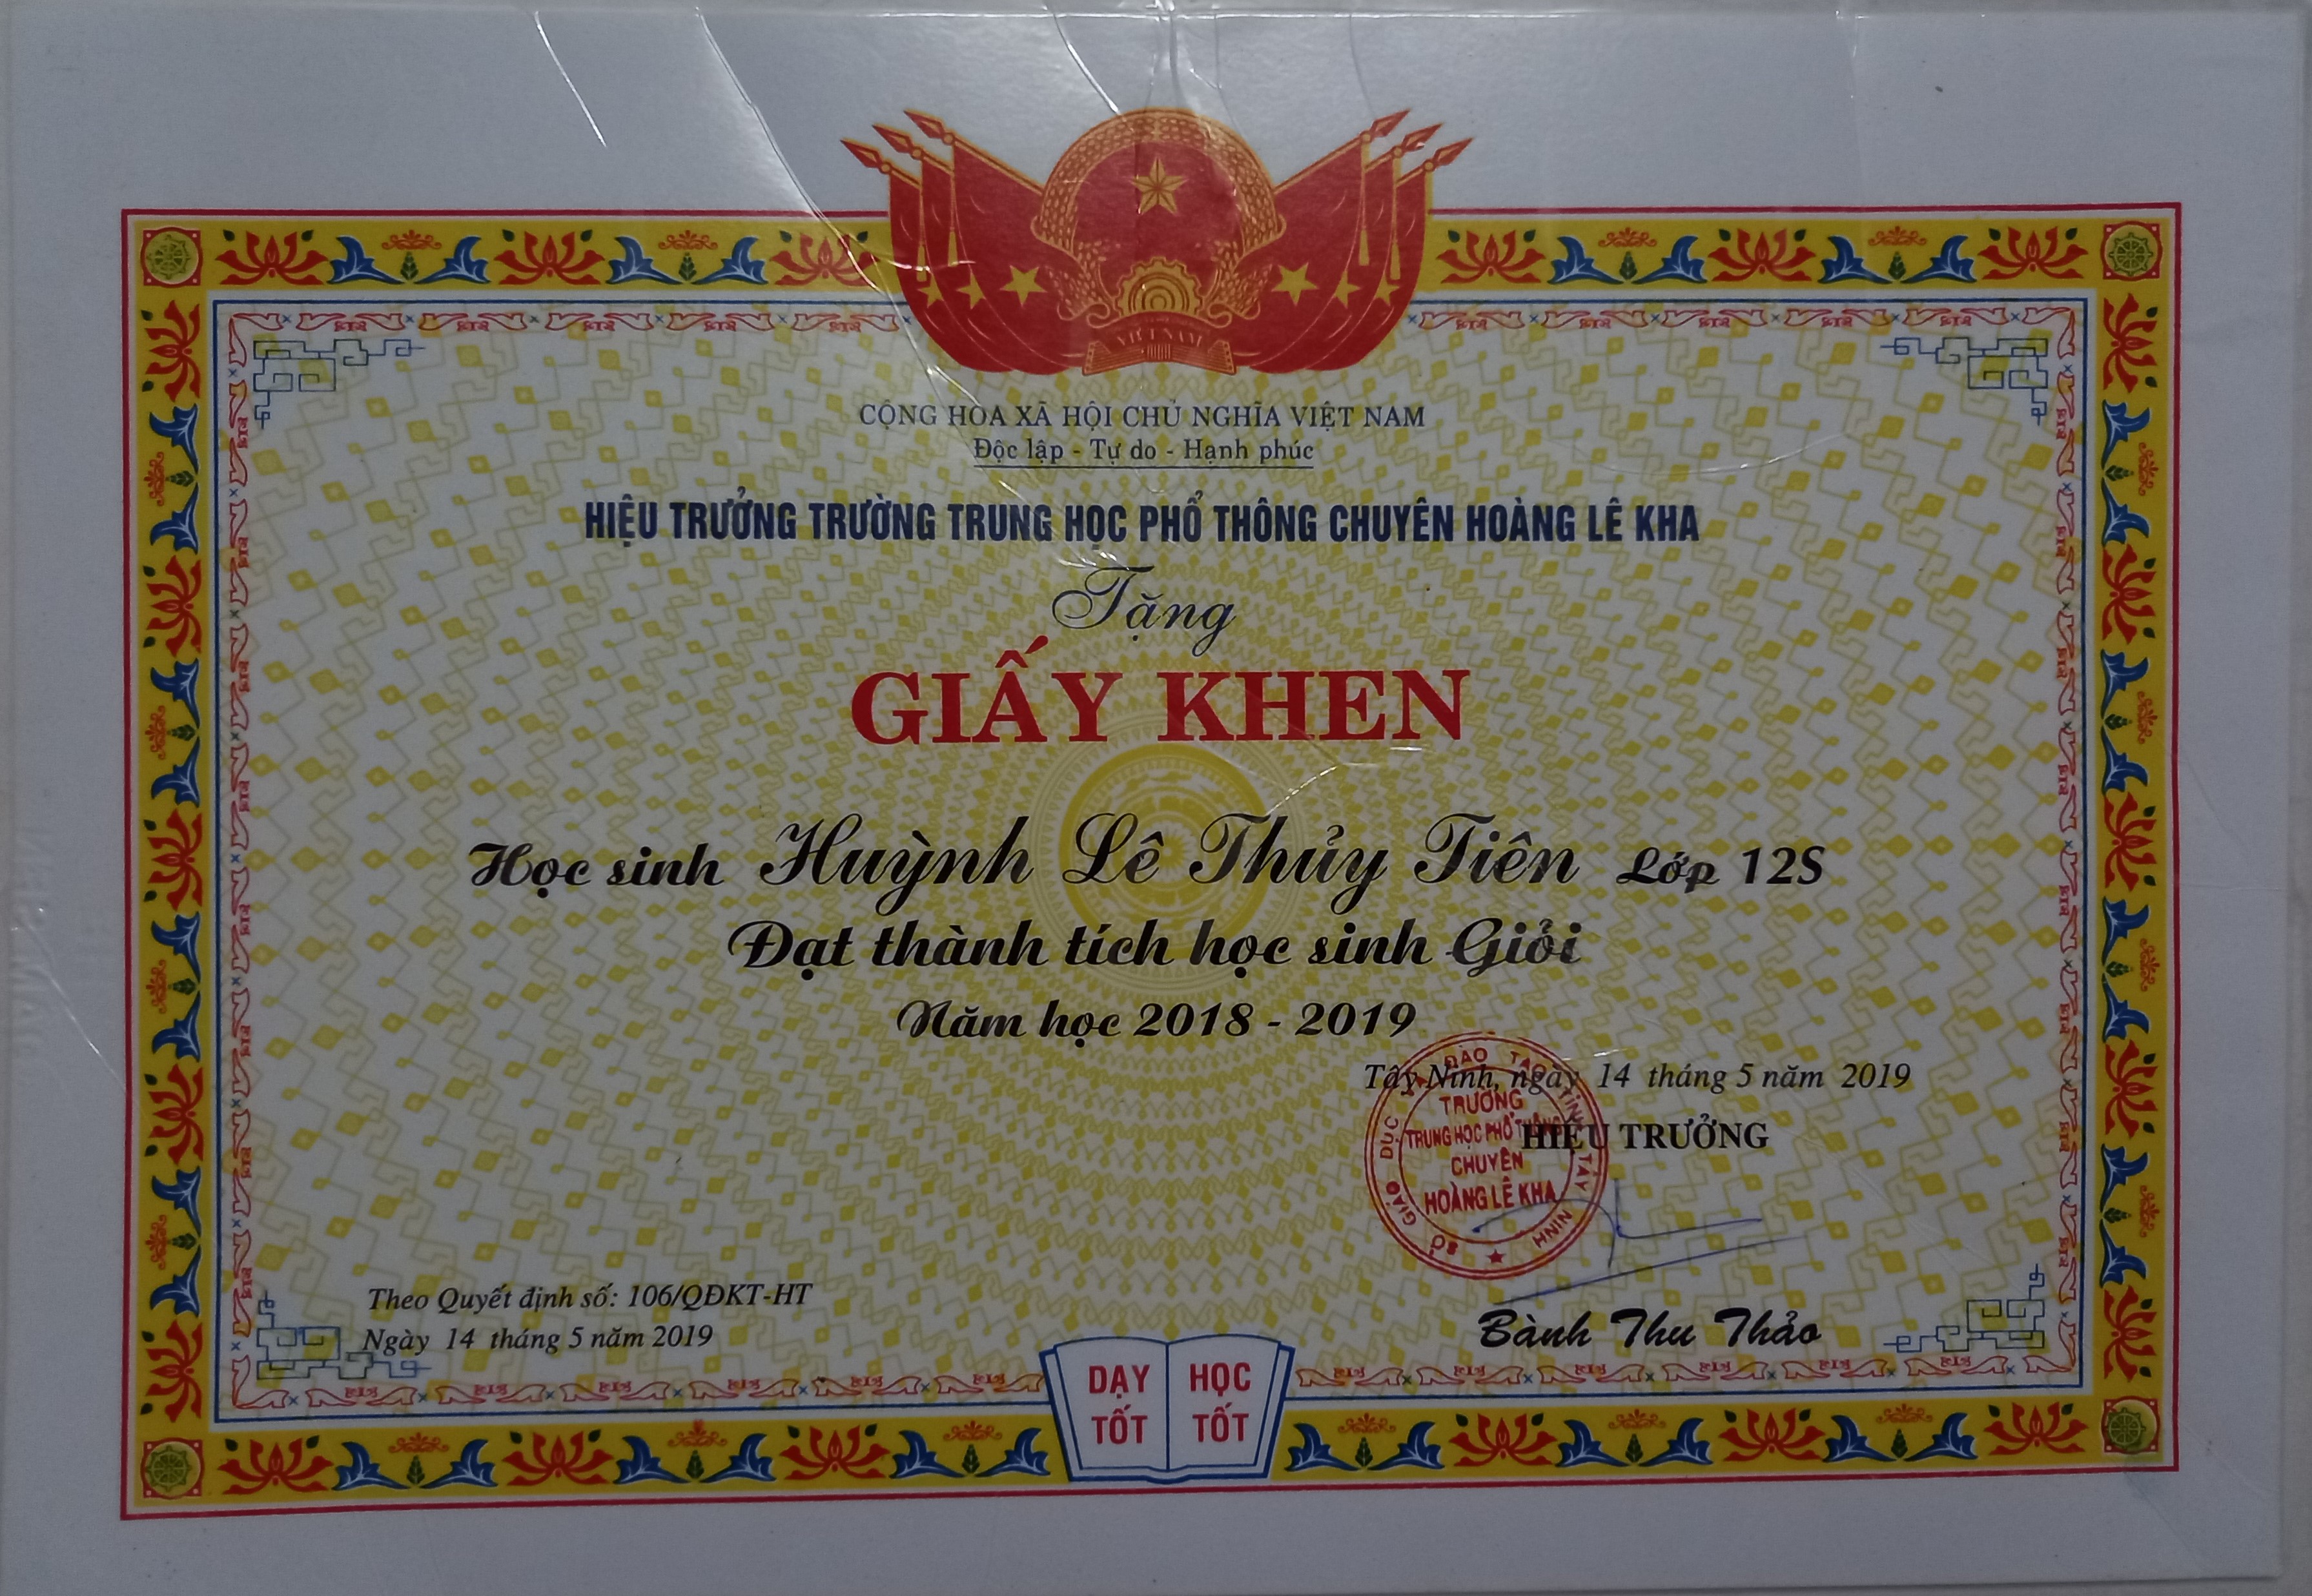 VIỆT NAM
CỘNG HÒA XÃ HỘI CHỦ NGHĨA VIỆT NAM
Độc lập - Tự do - Hạnh phúc
HIỆU TRƯỞNG TRƯỜNG TRUNG HỌC PHỔ THÔNG CHUYÊN HOÀNG LÊ KHA
Tặng
GIẤY KHEN
Học sinh Huỳnh Lê Thủy Tiên Lớp 12S
Đạt thành tích học sinh Giỏi
Năm học 2018 - 2019
Tây Ninh, ngày 14 tháng 5 năm 2019
HIỆU TRƯỞNG
SỞ GIÁO DỤC VÀ ĐÀO TẠO TỈNH TÂY NINH
TRƯỜNG
TRUNG HỌC PHỔ THÔNG
CHUYÊN
HOÀNG LÊ KHA
Bành Thu Thảo
Theo Quyết định số: 106/QĐKT-HT
Ngày 14 tháng 5 năm 2019
DẠY TỐT
HỌC TỐT